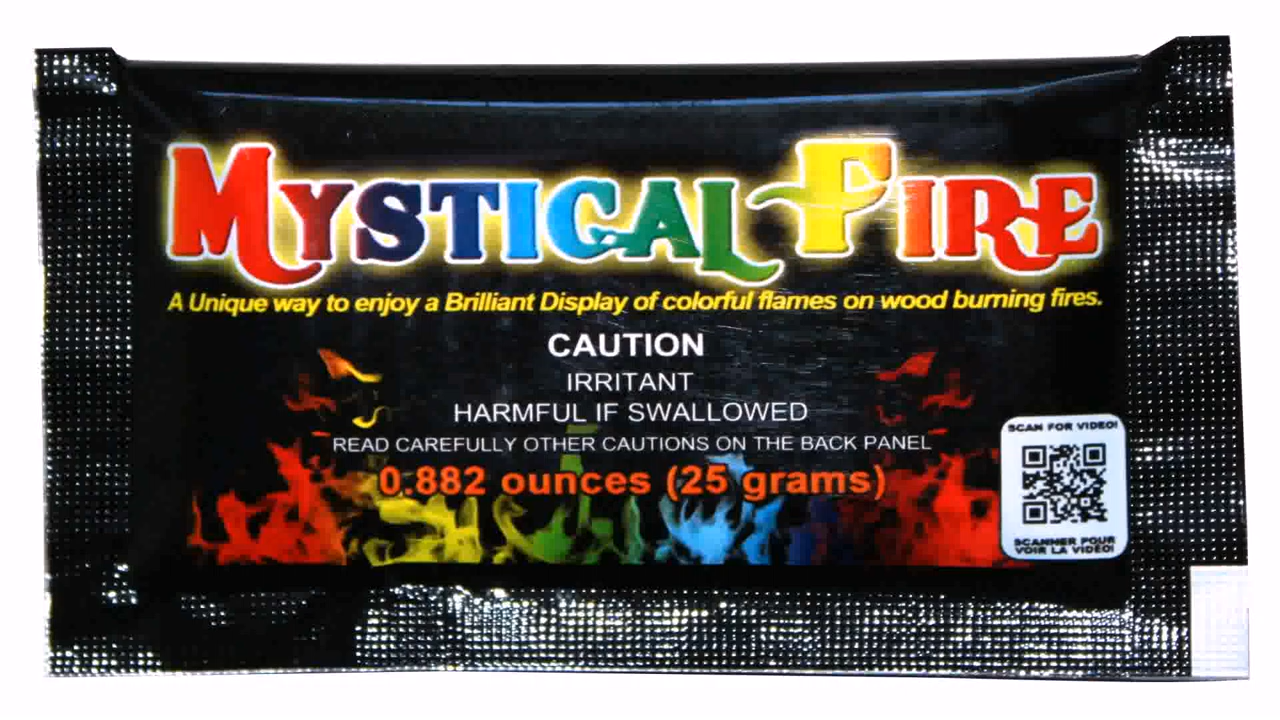 MYSTICAL FIRE
A Unique way to enjoy a Brilliant Display of colorful flames on wood burning fires.
CAUTION
IRRITANT
HARMFUL IF SWALLOWED
READ CAREFULLY OTHER CAUTIONS ON THE BACK PANEL
0.882 ounces (25 grams)
SCAN FOR VIDEO!
SCANNER POUR
VOIR LA VIDÉO!